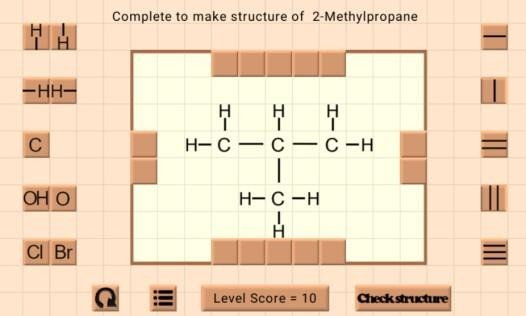 Complete to make structure of 2-Methylpropane
H H
–HH–
C
OH O
Cl Br
H H H
H–C — C — C–H
H–C–H
H
Level Score = 10
Check structure